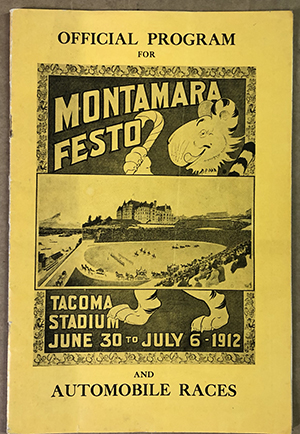 OFFICIAL PROGRAM
FOR
MONTAMARA
FESTO
TACOMA
STADIUM
JUNE 30 TO JULY 6-1912
AND
AUTOMOBILE RACES